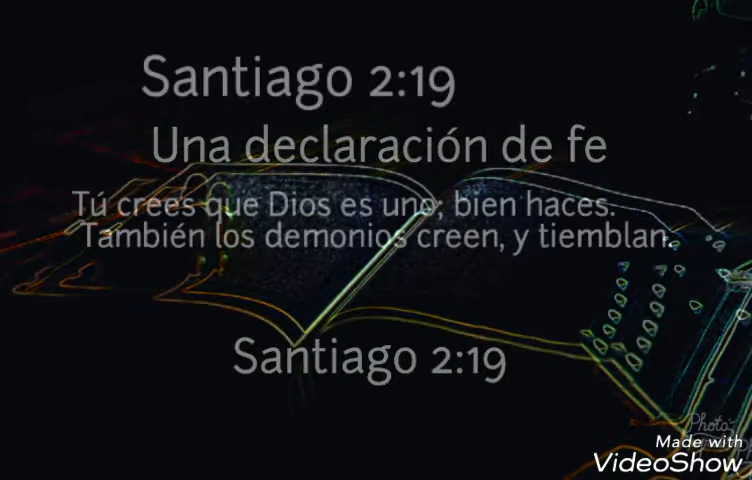 Santiago 2:19
Una declaración de fe
Tú crees que Dios es uno; bien haces.
También los demonios creen, y tiemblan.
Santiago 2:19
Photo
Made with
VideoShow